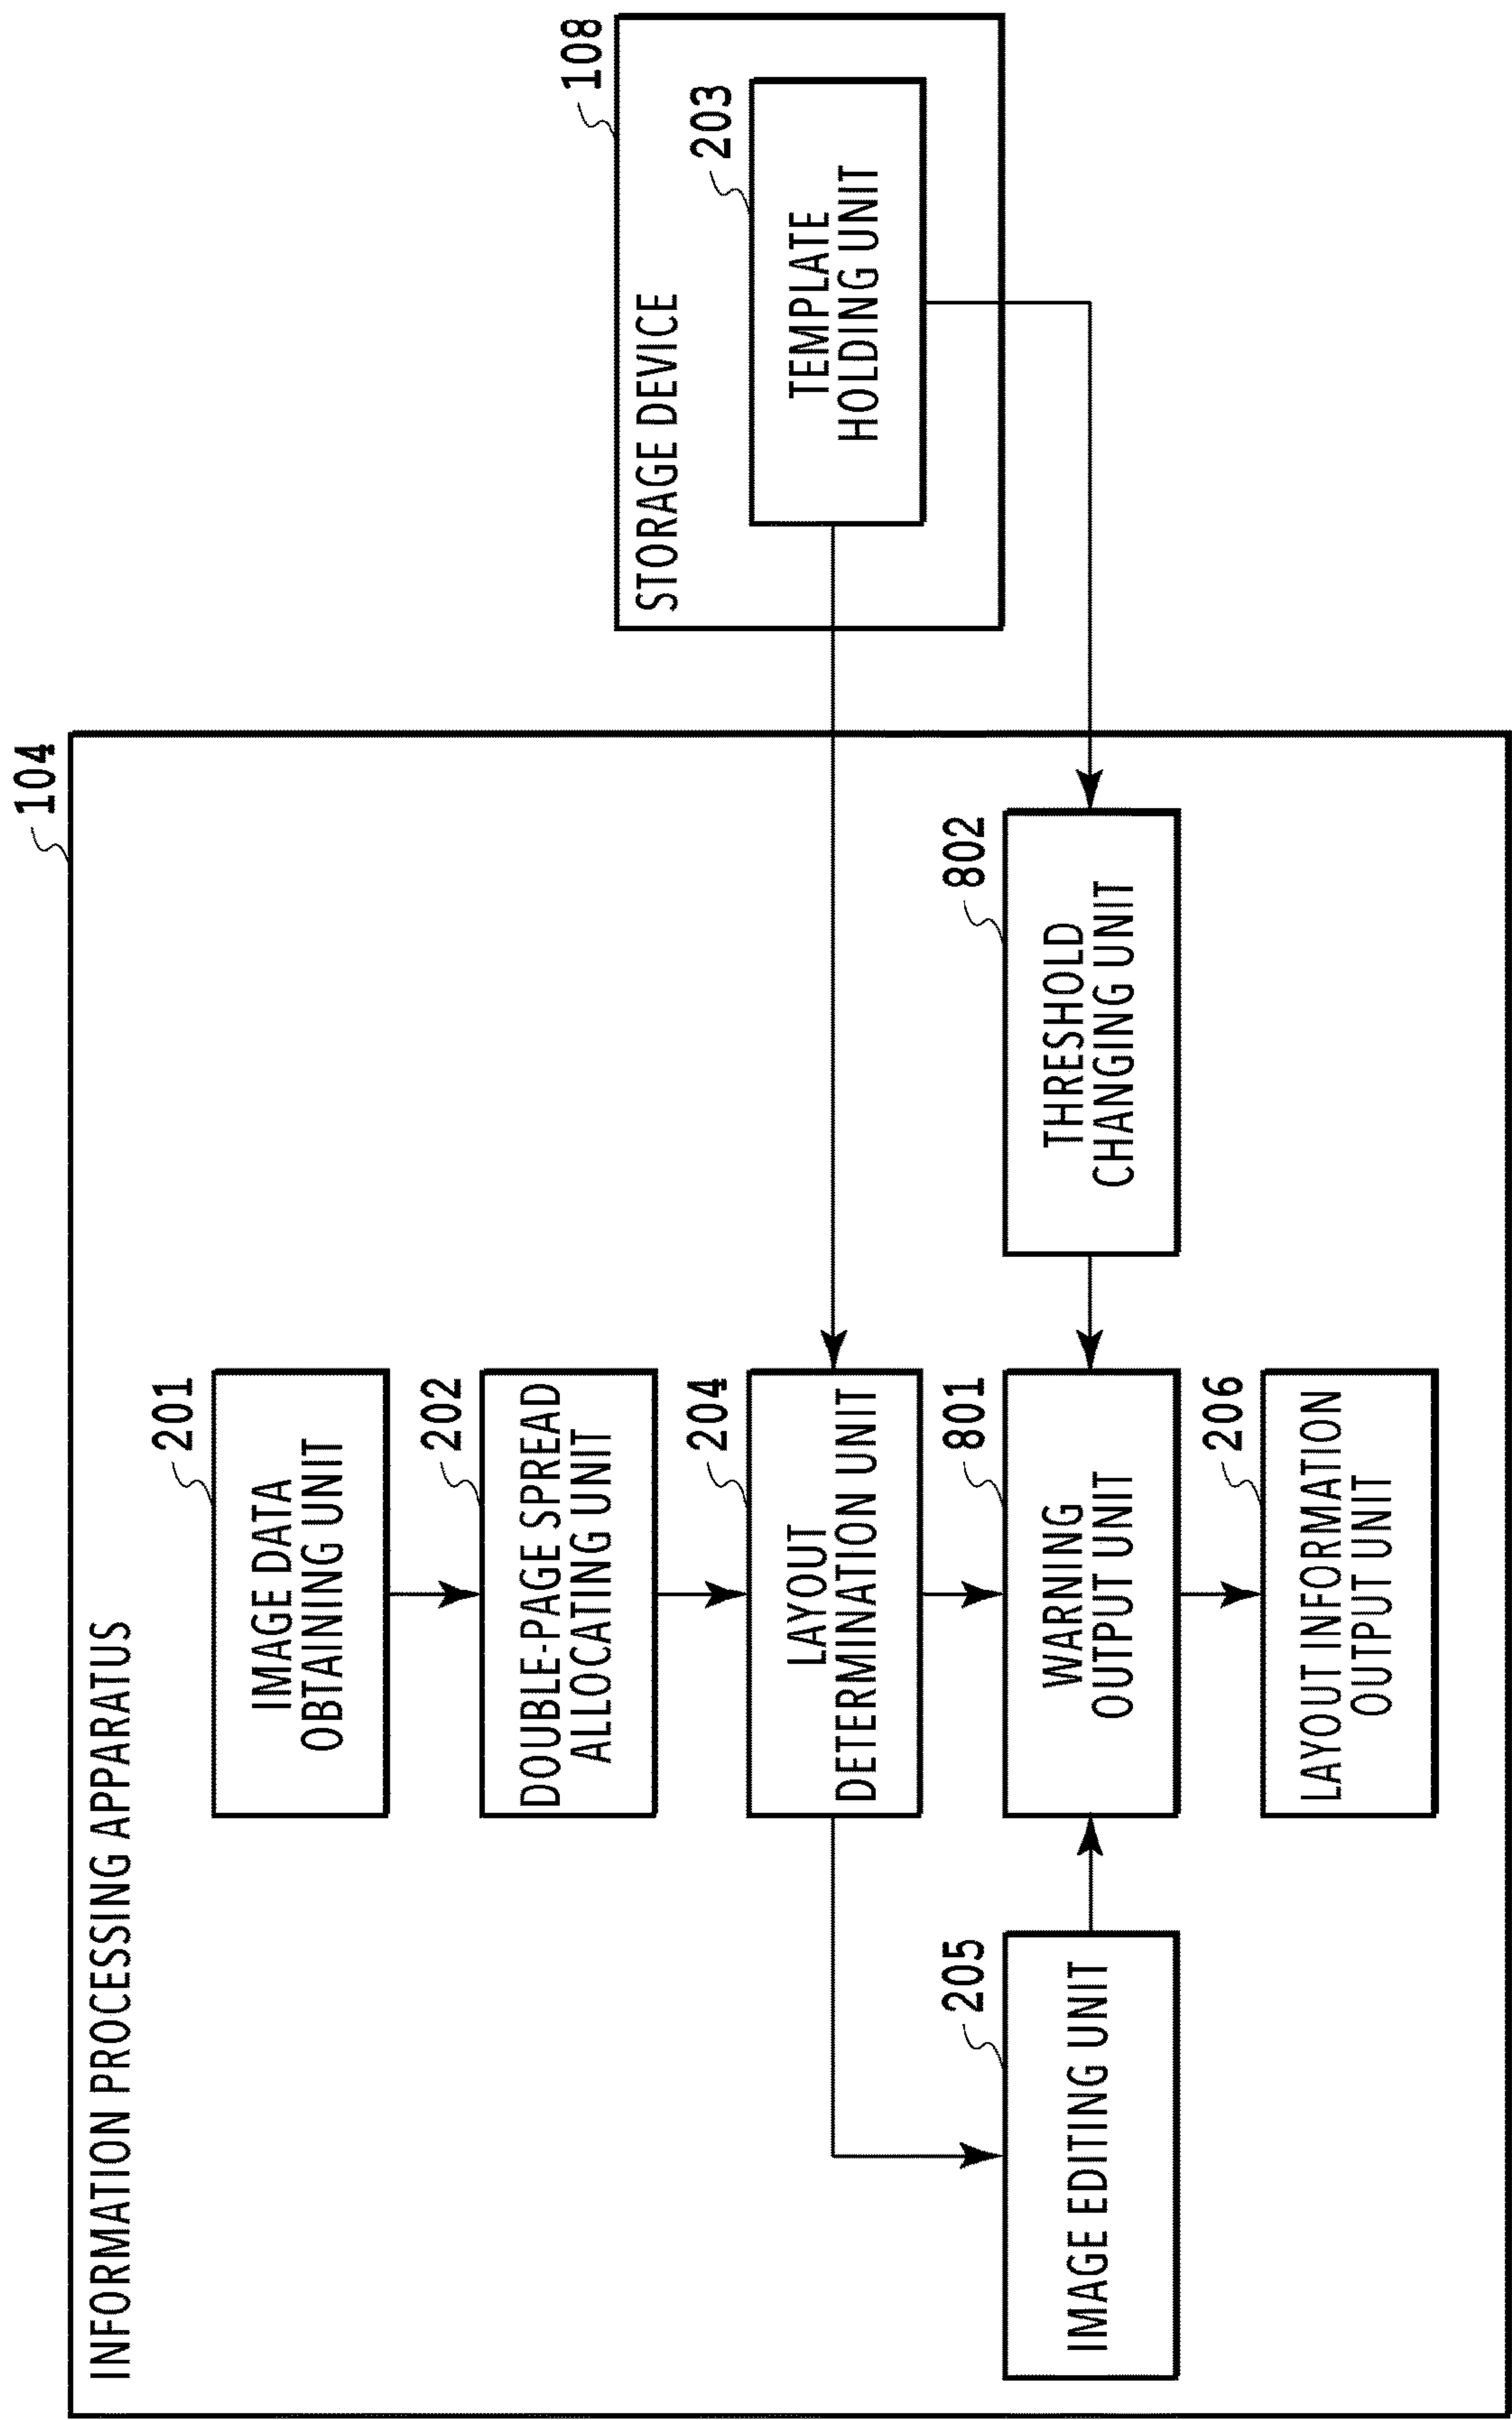 INFORMATION PROCESSING APPARATUS
104
201
IMAGE DATA
OBTAINING UNIT
202
DOUBLE-PAGE SPREAD
ALLOCATING UNIT
108
STORAGE DEVICE
203
TEMPLATE
HOLDING UNIT
204
LAYOUT
DETERMINATION UNIT
205
IMAGE EDITING UNIT
801
WARNING
OUTPUT UNIT
802
THRESHOLD
CHANGING UNIT
206
LAYOUT INFORMATION
OUTPUT UNIT